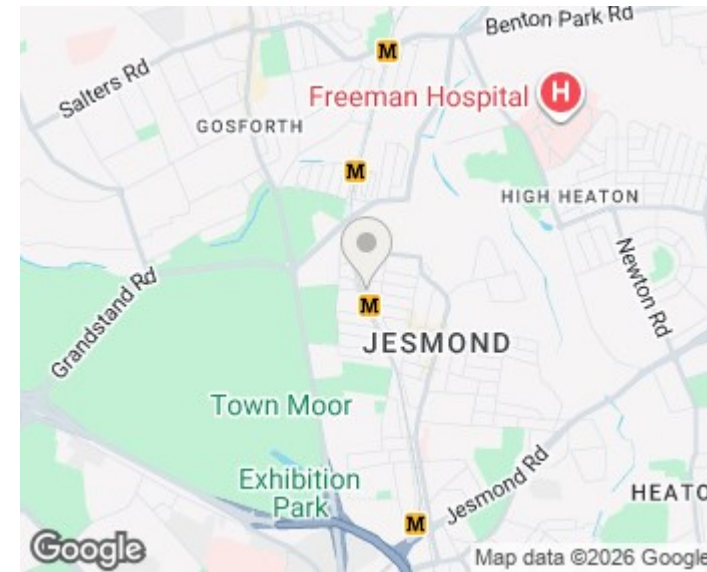 Benton Park Rd
M
Salters Rd
Freeman Hospital
H
GOSFORTH
M
HIGH HEATON
Newton Rd
Grandstand Rd
M
JESMOND
Town Moor
Exhibition
Park
Jesmond Rd
HEATO
M
Google
Map data ©2026 Google